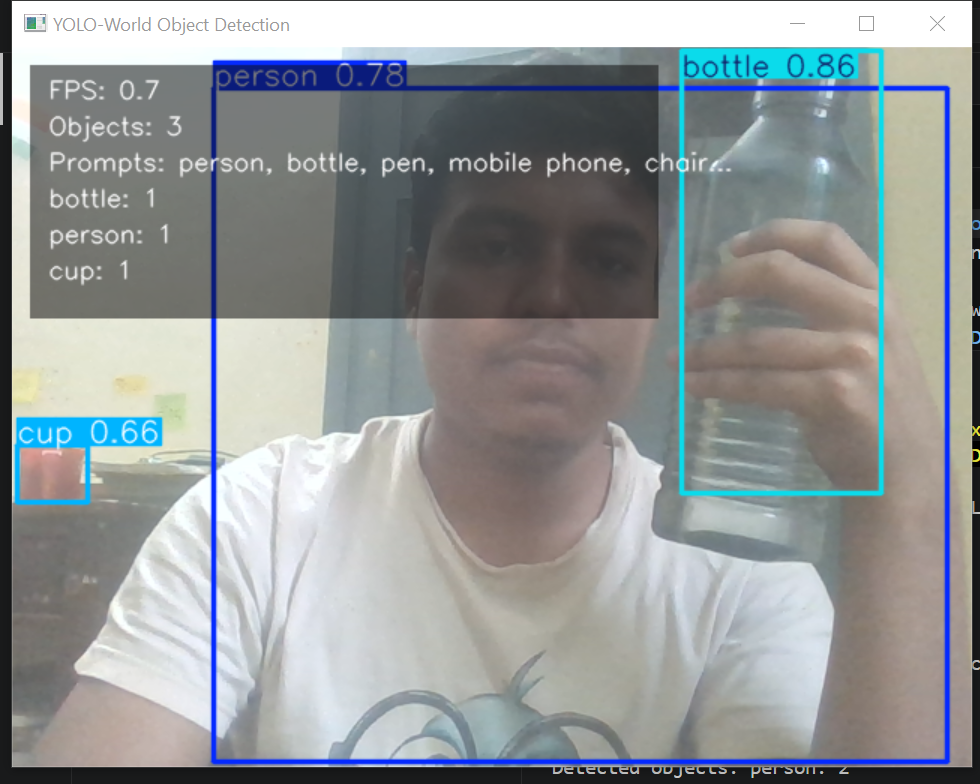 YOLO-World Object Detection
person 0.78
bottle 0.86
FPS: 0.7
Objects: 3
Prompts: person, bottle, pen, mobile phone, chair...
bottle: 1
person: 1
cup: 1
cup 0.66
Detected objects: person: 2